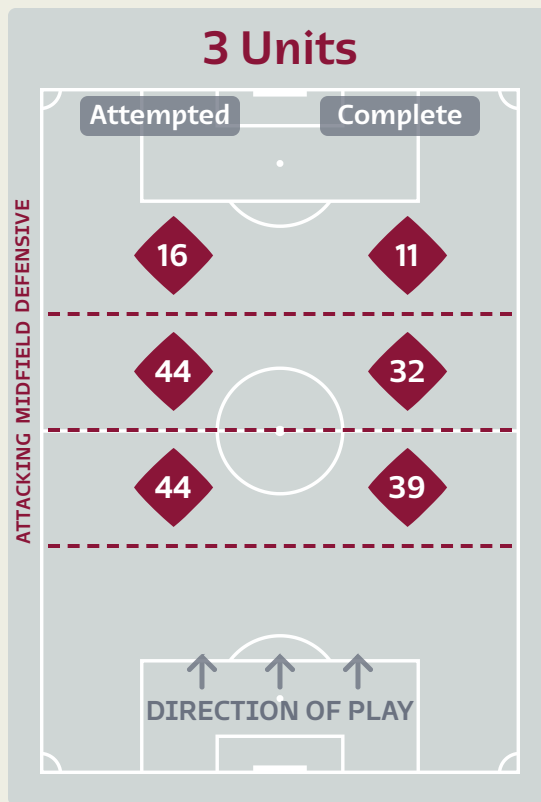 3 Units
Attempted Complete
ATTACKING MIDFIELD DEFENSIVE
16 11
44 32
44 39
DIRECTION OF PLAY